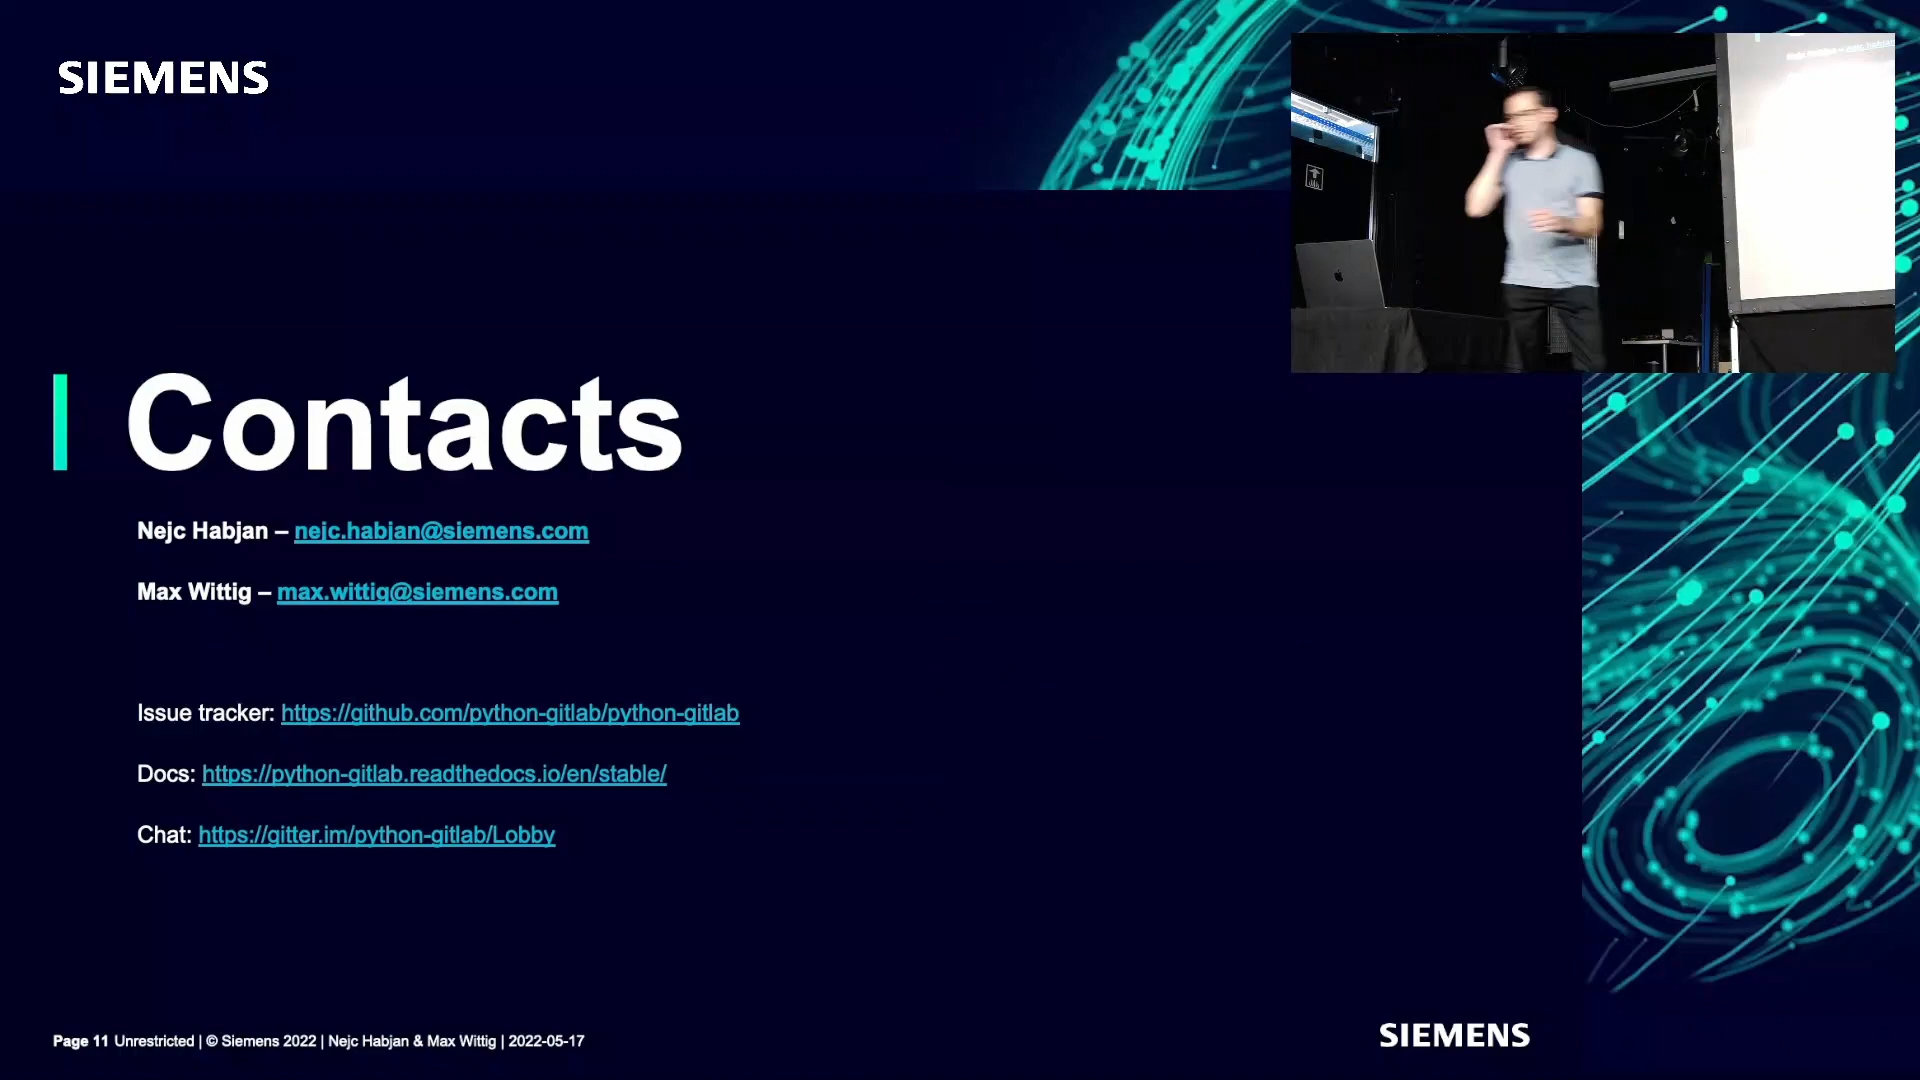 SIEMENS
Contacts
Nejc Habjan – nejc.habjan@siemens.com
Max Wittig – max.wittig@siemens.com
Issue tracker: https://github.com/python-gitlab/python-gitlab
Docs: https://python-gitlab.readthedocs.io/en/stable/
Chat: https://gitter.im/python-gitlab/Lobby
Page 11 Unrestricted | © Siemens 2022 | Nejc Habjan & Max Wittig | 2022-05-17
SIEMENS